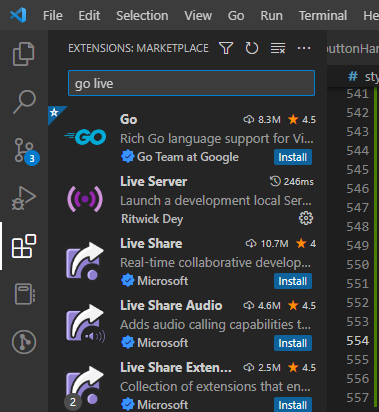 File Edit Selection View Go Run Terminal Help
EXTENSIONS: MARKETPLACE
buttonHan
go live
# sty
Go 8.3M 4.5
Rich Go language support for Vi...
Go Team at Google Install
Live Server 246ms
Launch a development local Ser...
Ritwick Dey
Live Share 10.7M 4
Real-time collaborative develop...
Microsoft Install
Live Share Audio 4.6M 4.5
Adds audio calling capabilities t...
Microsoft Install
Live Share Exten... 2.5M 4.5
Collection of extensions that en...
Microsoft Install
3
2
541
542
543
544
545
546
547
548
549
550
551
552
553
554
555
556
557